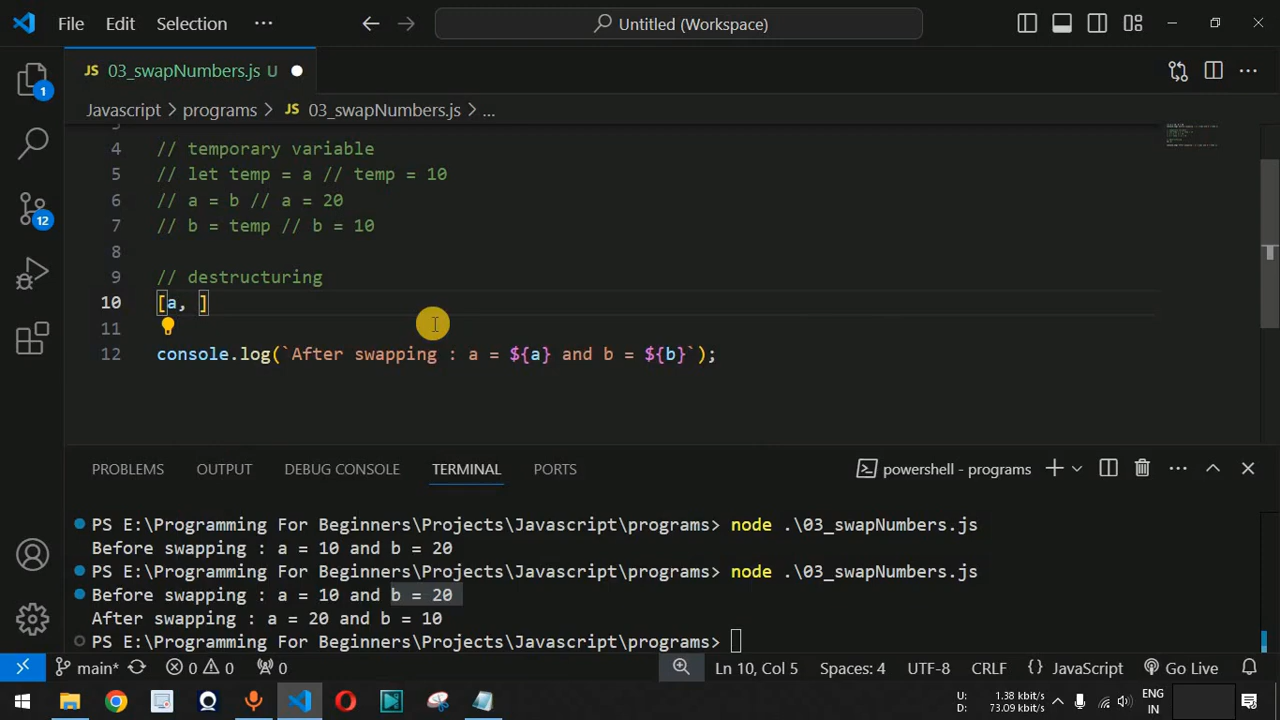 File Edit Selection ··· Untitled (Workspace)
JS 03_swapNumbers.js U
1
Javascript > programs > JS 03_swapNumbers.js > ...
3
4 // temporary variable
5 // let temp = a // temp = 10
6 // a = b // a = 20
7 // b = temp // b = 10
12
8
9 // destructuring
10 [a, ]
11
12 console.log(`After swapping : a = ${a} and b = ${b}`);
PROBLEMS OUTPUT DEBUG CONSOLE TERMINAL PORTS powershell - programs
PS E:\Programming For Beginners\Projects\Javascript\programs> node .\03_swapNumbers.js
Before swapping : a = 10 and b = 20
PS E:\Programming For Beginners\Projects\Javascript\programs> node .\03_swapNumbers.js
Before swapping : a = 10 and b = 20
After swapping : a = 20 and b = 10
PS E:\Programming For Beginners\Projects\Javascript\programs>
main* 0 0 0 Ln 10, Col 5 Spaces: 4 UTF-8 CRLF {} JavaScript Go Live
U: 1.38 kbit/s ENG
D: 73.09 kbit/s IN